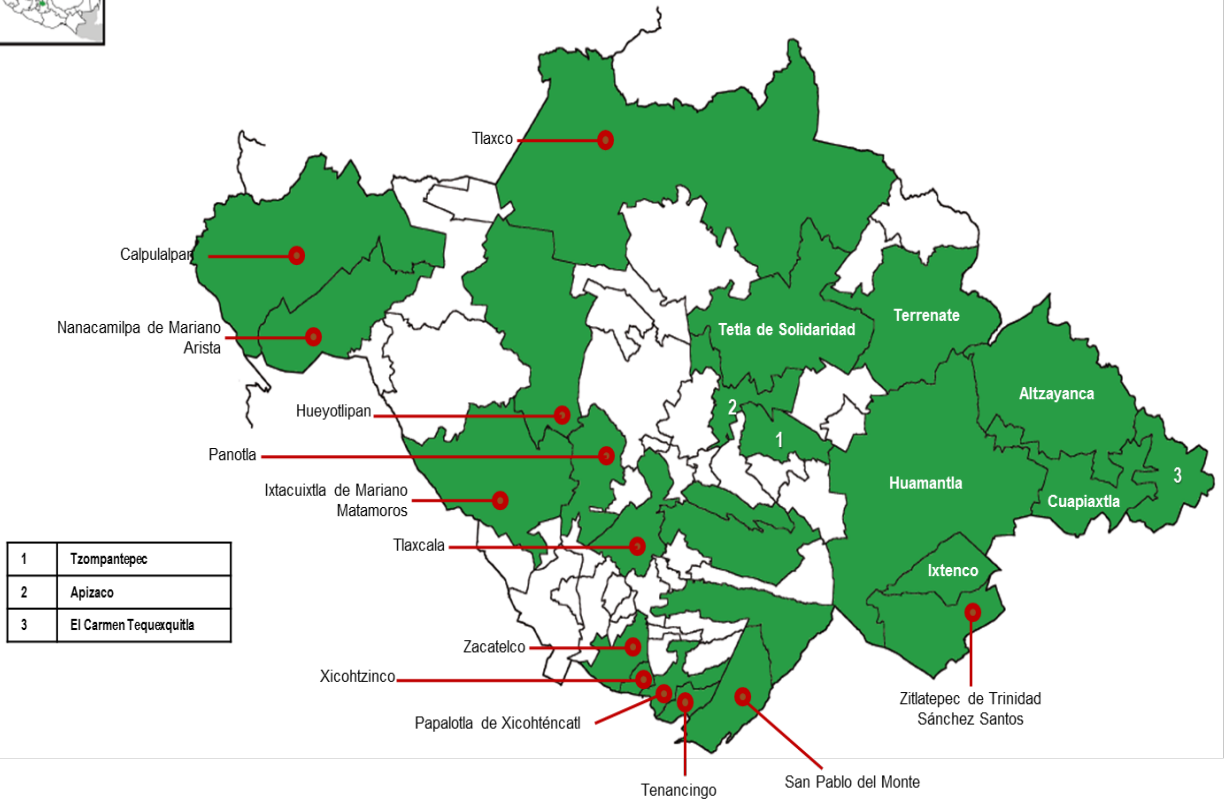 Tlaxco
Calpulalpan
Nanacamilpa de Mariano
Arista
Tetla de Solidaridad
Terrenate
Altzayanca
Hueyotlipan
2
1
Panotla
3
Huamantla
Cuapiaxtla
Ixtacuixtla de Mariano
Matamoros
Tlaxcala
Ixtenco
1 Tzompantepec
2 Apizaco
3 El Carmen Tequexquitla
Zacatelco
Xicohtzinco
Papalotla de Xicohténcatl
Zitlatepec de Trinidad
Sánchez Santos
Tenancingo
San Pablo del Monte